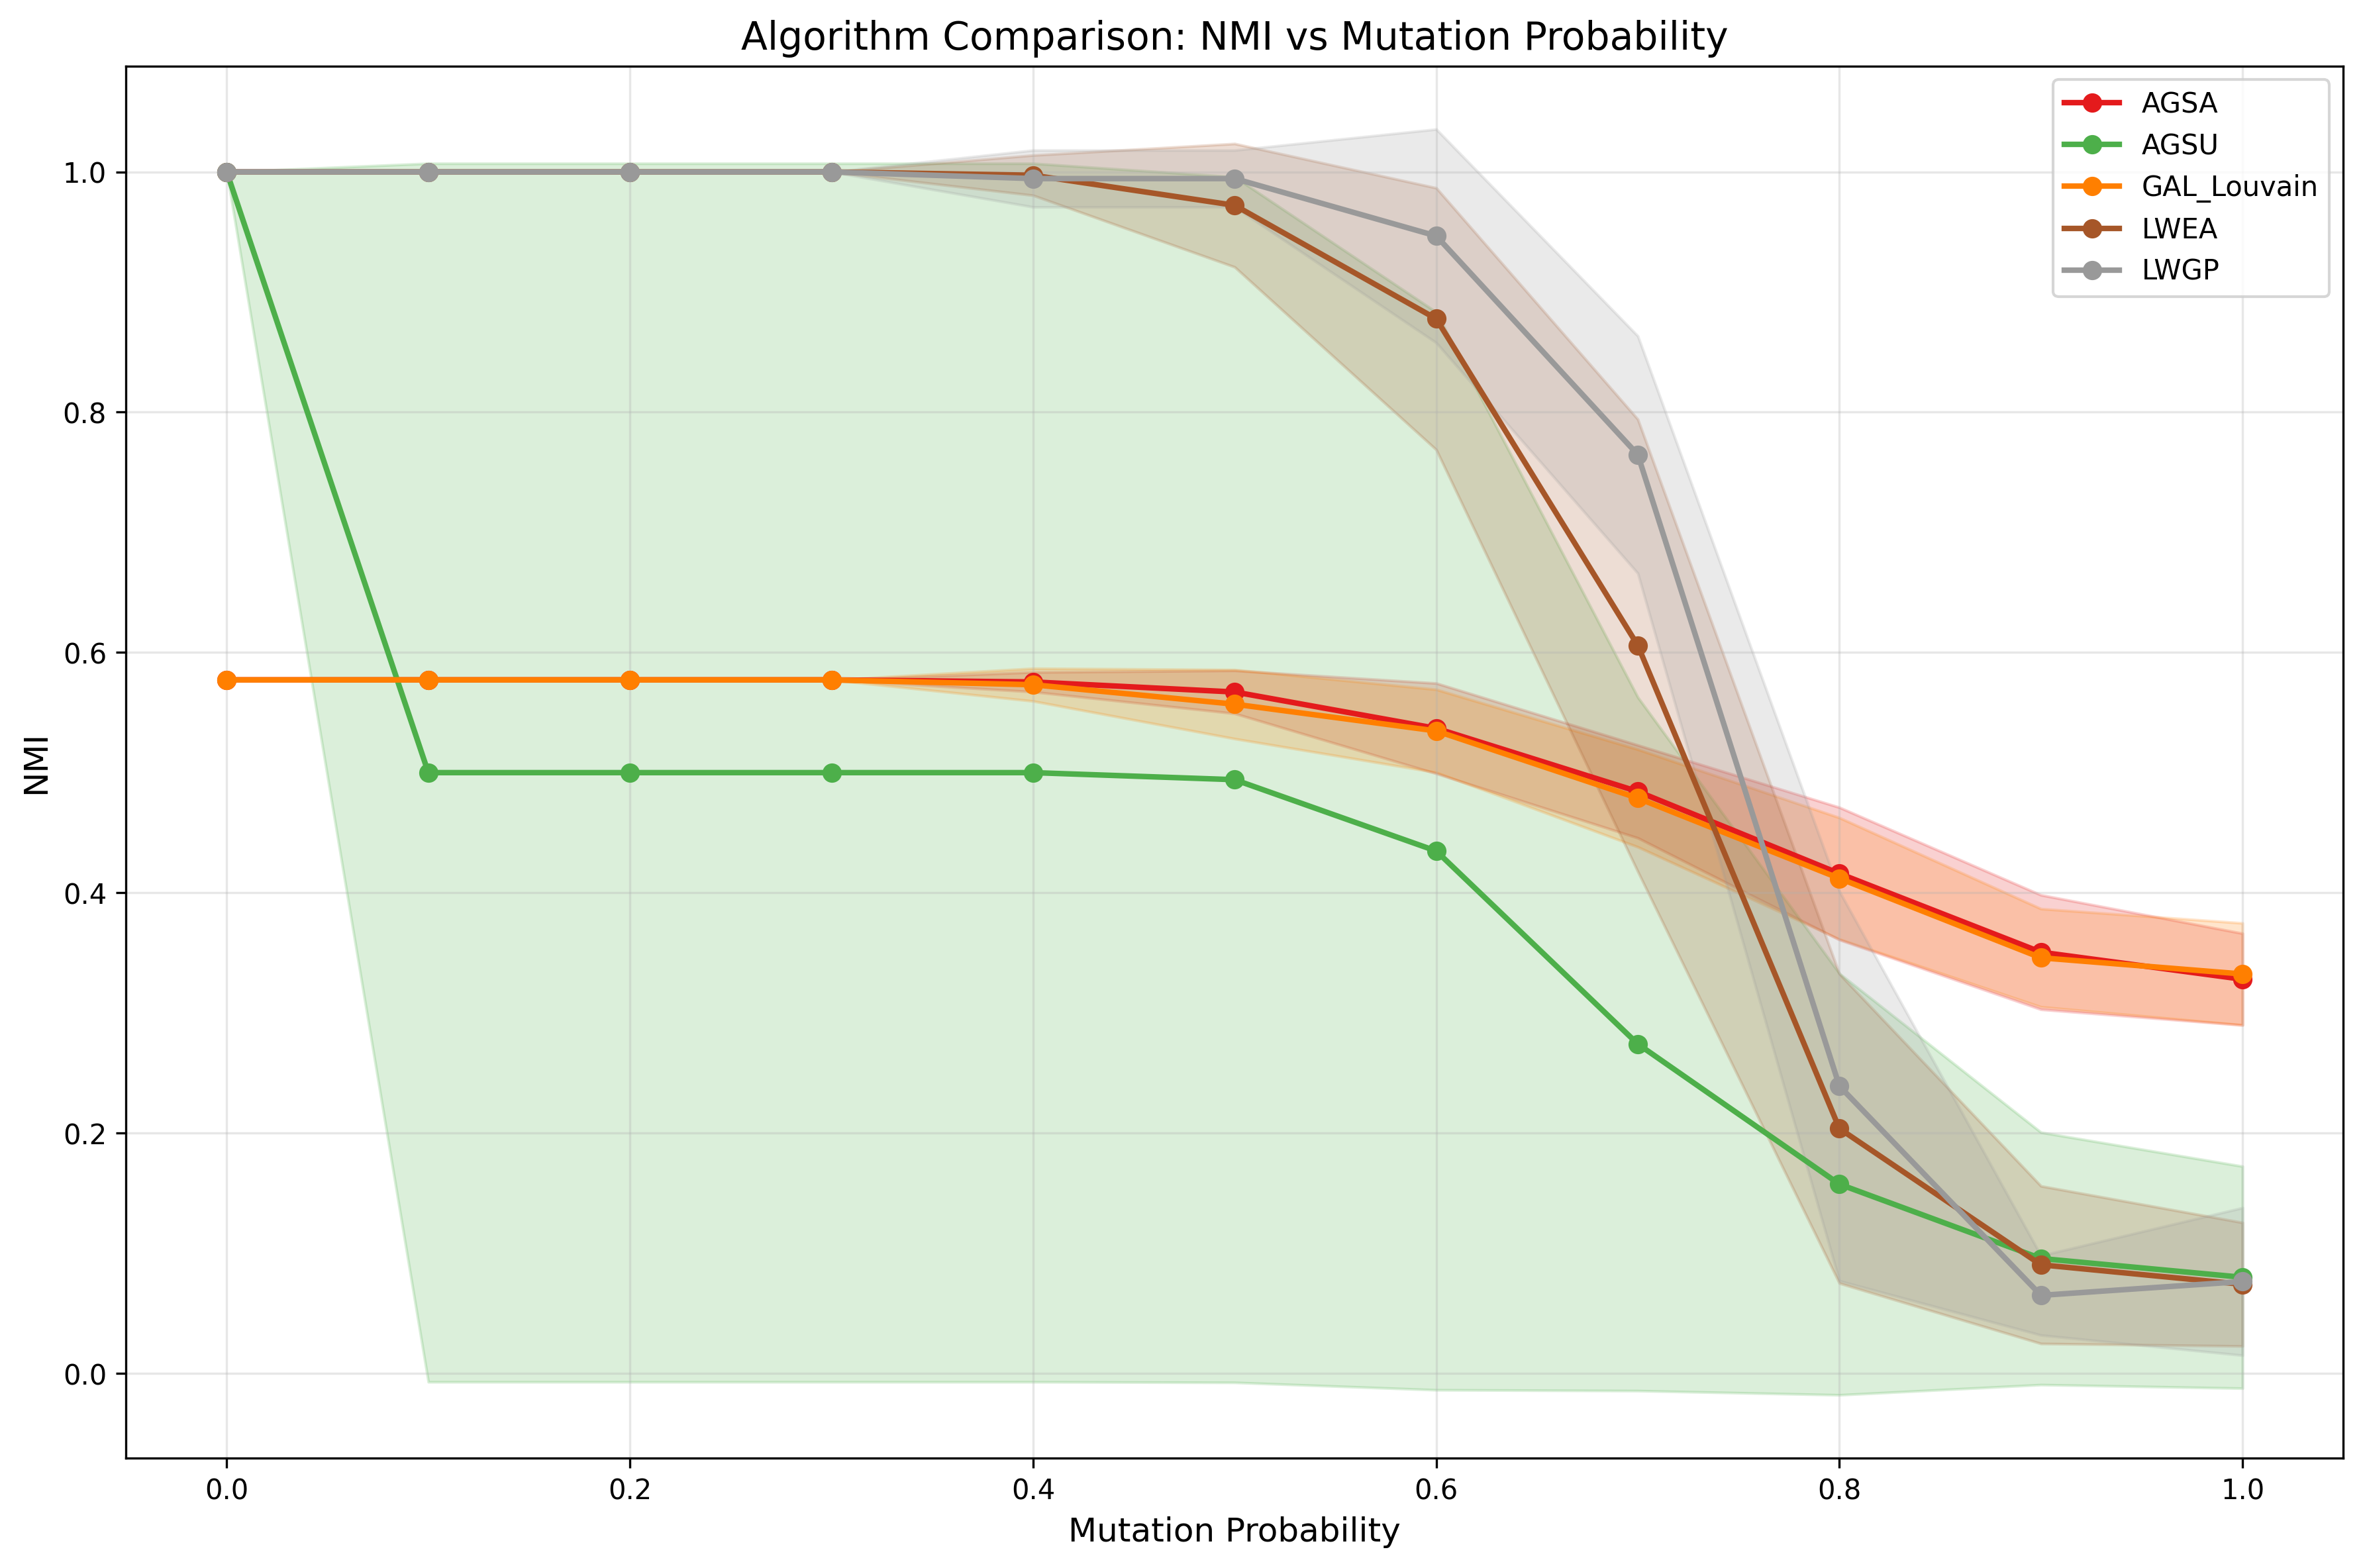 Algorithm Comparison: NMI vs Mutation Probability
AGSA
AGSU
GAL_Louvain
LWEA
LWGP
NMI
1.0
0.8
0.6
0.4
0.2
0.0
0.0 0.2 0.4 0.6 0.8 1.0
Mutation Probability